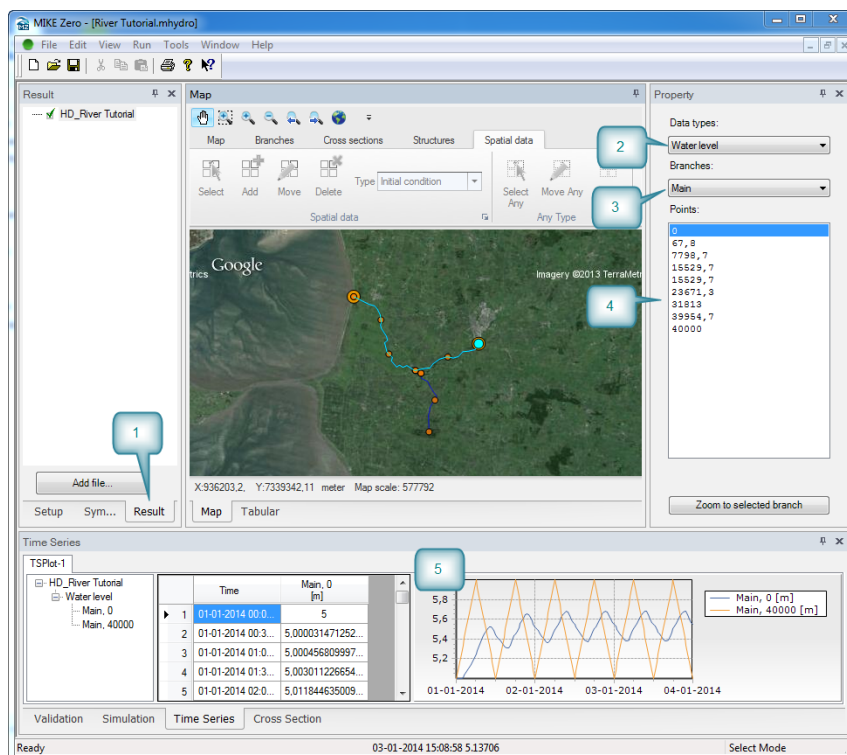 MIKE Zero - [River Tutorial.mhydro]
File Edit View Run Tools Window Help
Result
HD_River Tutorial
Add file...
Setup Sym... Result
1
Map
Map Branches Cross sections Structures Spatial data
Select Add Move Delete Type Initial condition
Select Any Move Any
Spatial data Any Type
Google
trics
Imagery ©2013 TerraMetri
X:936203,2, Y:7339342,11 meter Map scale: 577792
Map Tabular
Property
Data types:
2
Water level
Branches:
3
Main
Points:
0
67,8
7798,7
15529,7
15529,7
23671,3
31813
39954,7
40000
4
Zoom to selected branch
Time Series
TSPlot-1
HD_River Tutorial
Water level
Main, 0
Main, 40000
Time Main, 0 [m]
1 01-01-2014 00:0... 5
2 01-01-2014 00:3... 5,000031471252...
3 01-01-2014 01:0... 5,000456809997...
4 01-01-2014 01:3... 5,003011226654...
5 01-01-2014 02:0... 5,011844635009...
5
5,8
5,6
5,4
5,2
01-01-2014 02-01-2014 03-01-2014 04-01-2014
Main, 0 [m]
Main, 40000 [m]
Validation Simulation Time Series Cross Section
Ready 03-01-2014 15:08:58 5.13706 Select Mode